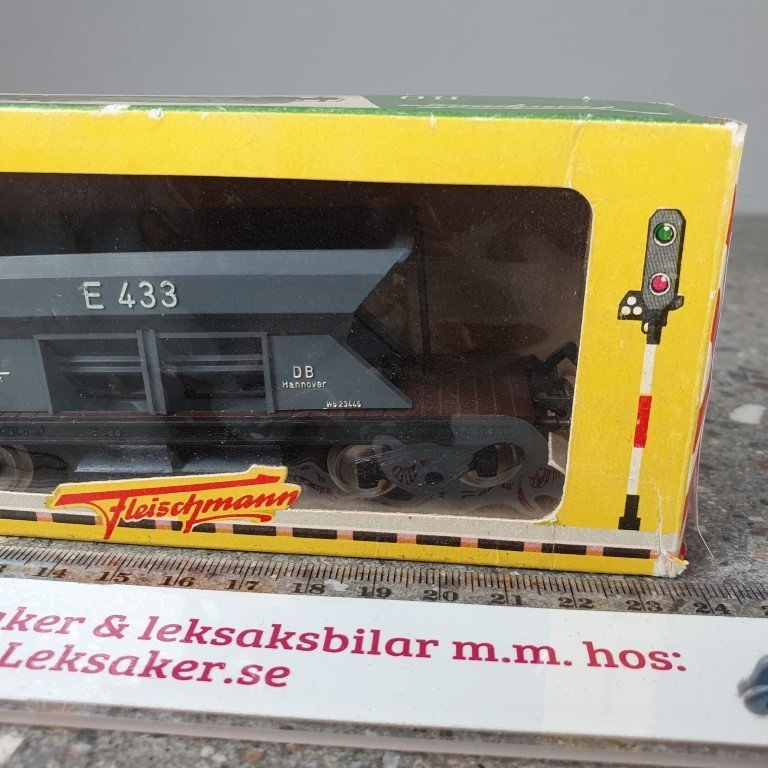 E 433
DB
Hannover
Fleischmann
14 15 16 17 18 19 20 21 22 23 24
aker & leksaksbilar m.m. hos:
Leksaker.se